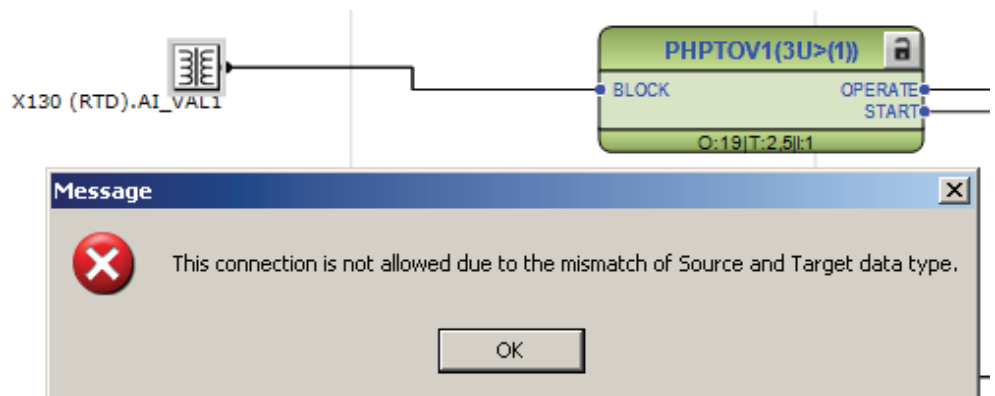 PHPTOV1(3U>(1))
X130 (RTD).AI_VAL1
BLOCK
OPERATE
START
O:19|T:2,5|I:1
Message
This connection is not allowed due to the mismatch of Source and Target data type.
OK